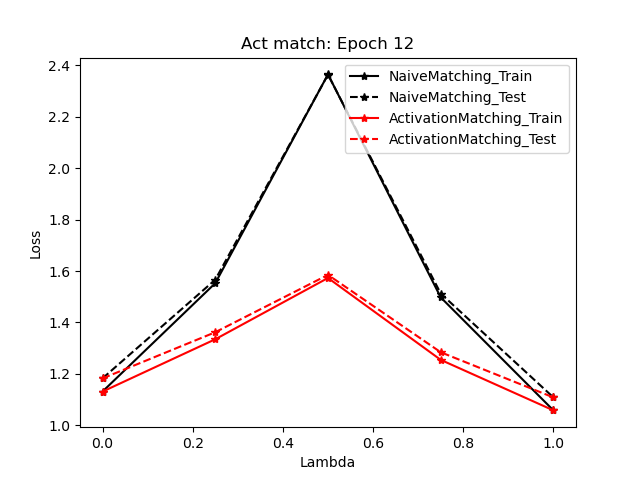 Act match: Epoch 12
NaiveMatching_Train
NaiveMatching_Test
ActivationMatching_Train
ActivationMatching_Test
2.4
2.2
2.0
1.8
1.6
1.4
1.2
1.0
Loss
0.0 0.2 0.4 0.6 0.8 1.0
Lambda